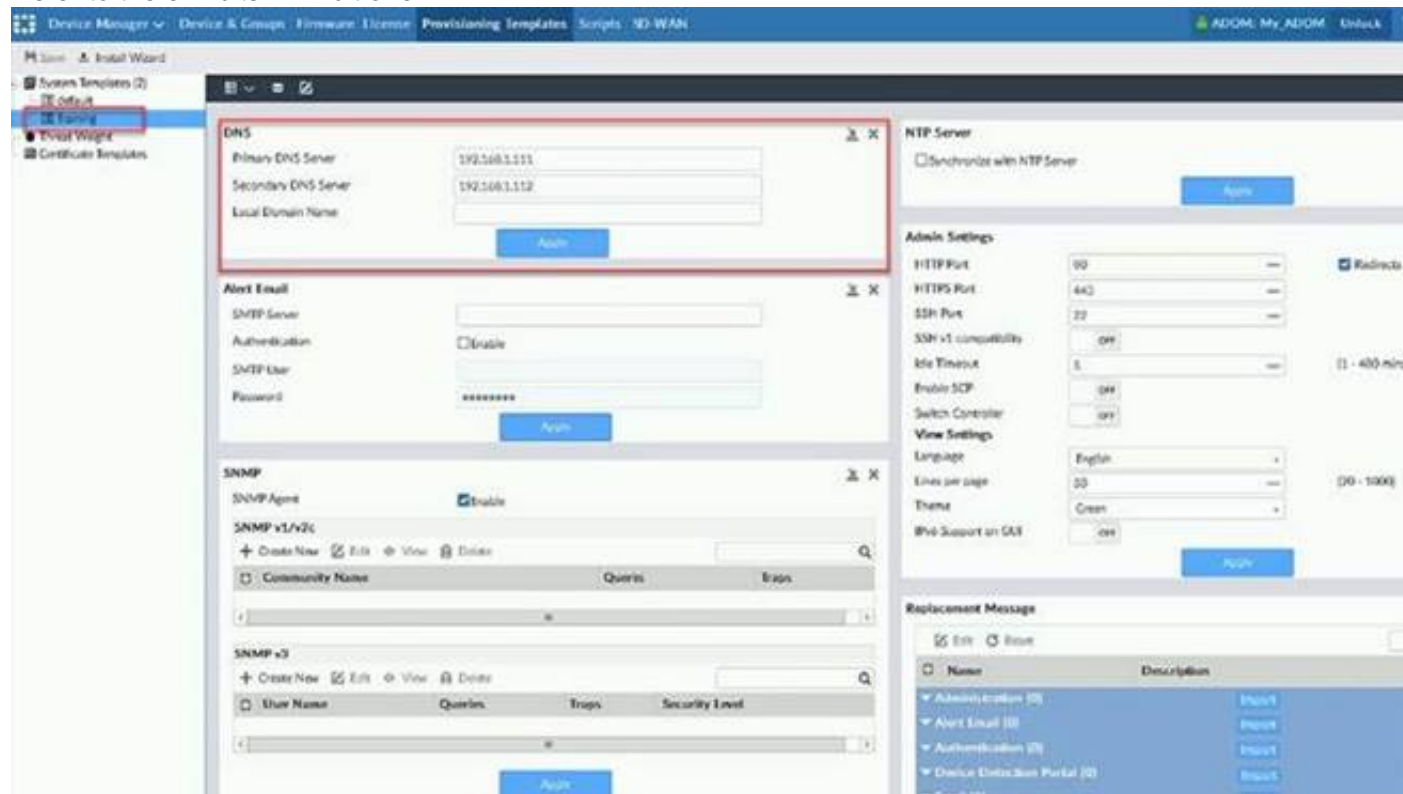 Device Manager
Device & Groups
Firmware
License
Provisioning Templates
Scripts
SD-WAN
ADOM: My_ADOM
Unlock
Save
Install Wizard
System Templates (2)
default
Training
Threat Weight
Certificate Templates
DNS
Primary DNS Server
192.168.1.111
Secondary DNS Server
192.168.1.112
Local Domain Name
Apply
Alert Email
SMTP Server
Authentication
Enable
SMTP User
Password
Apply
SNMP
SNMP Agent
Enable
SNMP v1/v2c
Create New
Edit
View
Delete
Community Name
Queries
Traps
SNMP v3
Create New
Edit
View
Delete
User Name
Queries
Traps
Security Level
Apply
NTP Server
Synchronize with NTP Server
Apply
Admin Settings
HTTP Port
80
Redirects
HTTPS Port
443
SSH Port
22
SSH v1 compatibility
OFF
Idle Timeout
5
Enable SCP
OFF
Switch Controller
OFF
View Settings
Language
English
Lines per page
(20 - 1000)
Theme
Green
IPv6 Support on GUI
OFF
Apply
Replacement Message
Edit
Reset
Name
Description
Administration (0)
Import
Alert Email (0)
Import
Authentication (0)
Import
Device Detection Portal (0)
Import